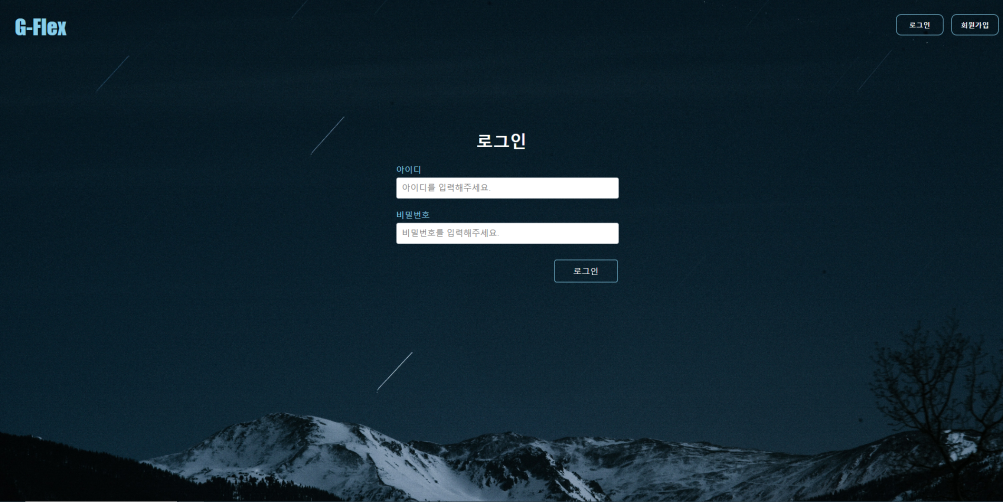 G-Flex
로그인
회원가입
로그인
아이디
아이디를 입력해주세요.
비밀번호
비밀번호를 입력해주세요.
로그인